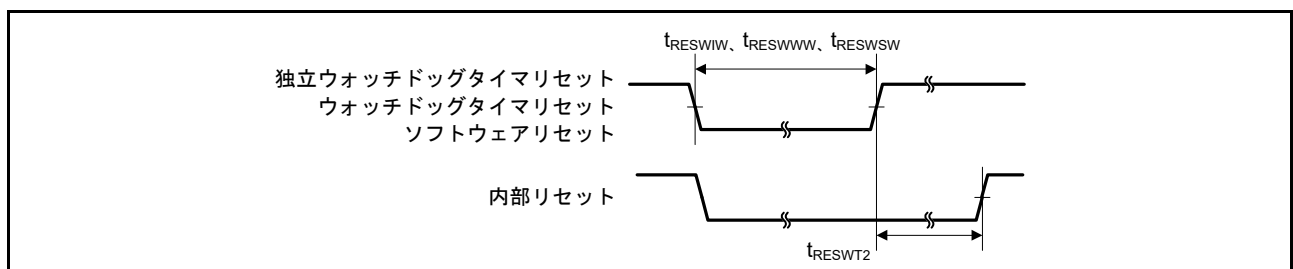 tRESWIW、tRESWWW、tRESWSW
独立ウォッチドッグタイマリセット
ウォッチドッグタイマリセット
ソフトウェアリセット
内部リセット
tRESWT2